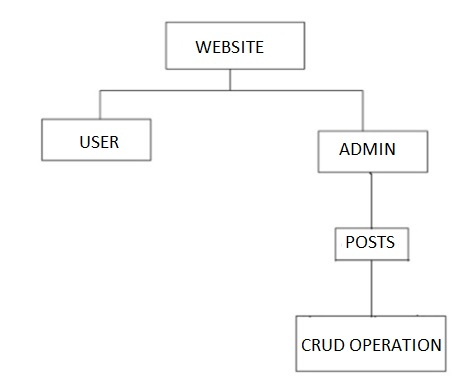 WEBSITE
USER
ADMIN
POSTS
CRUD OPERATION